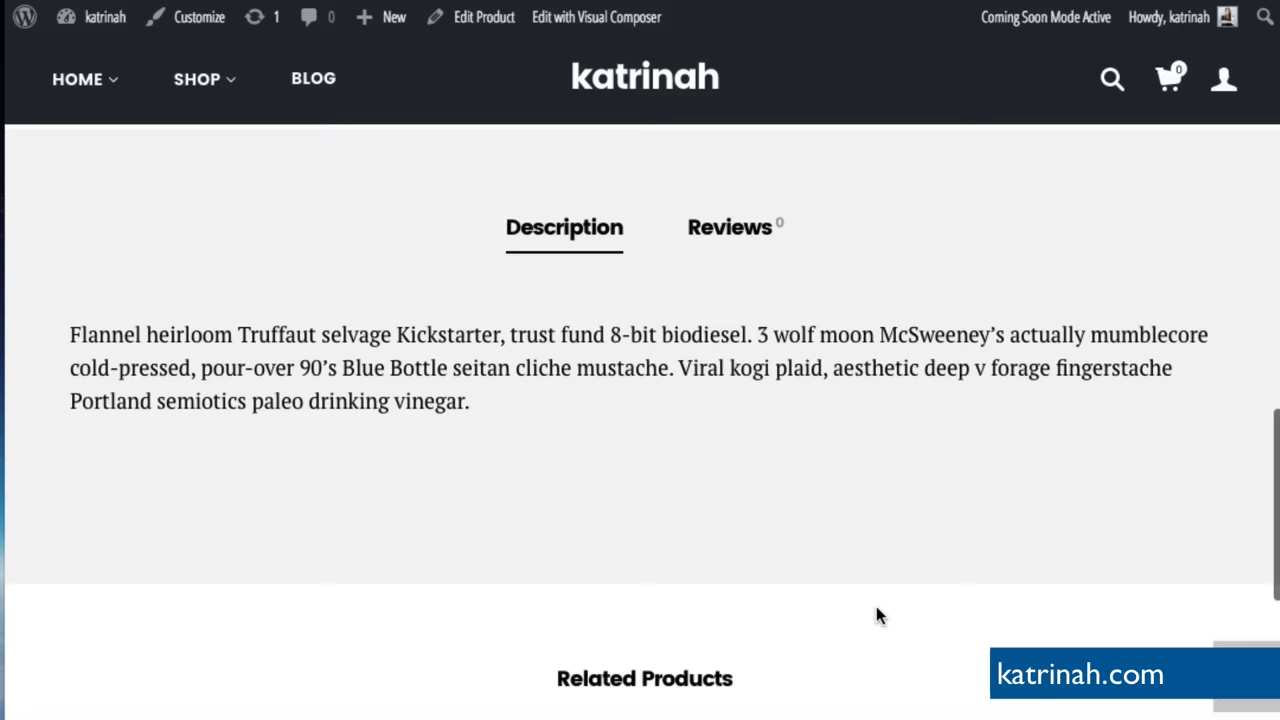 katrinah Customize 1 0 New Edit Product Edit with Visual Composer Coming Soon Mode Active Howdy, katrinah
HOME SHOP BLOG katrinah 0
Description Reviews 0
Flannel heirloom Truffaut selvage Kickstarter, trust fund 8-bit biodiesel. 3 wolf moon McSweeney’s actually mumblecore
cold-pressed, pour-over 90’s Blue Bottle seitan cliche mustache. Viral kogi plaid, aesthetic deep v forage fingerstache
Portland semiotics paleo drinking vinegar.
Related Products
katrinah.com